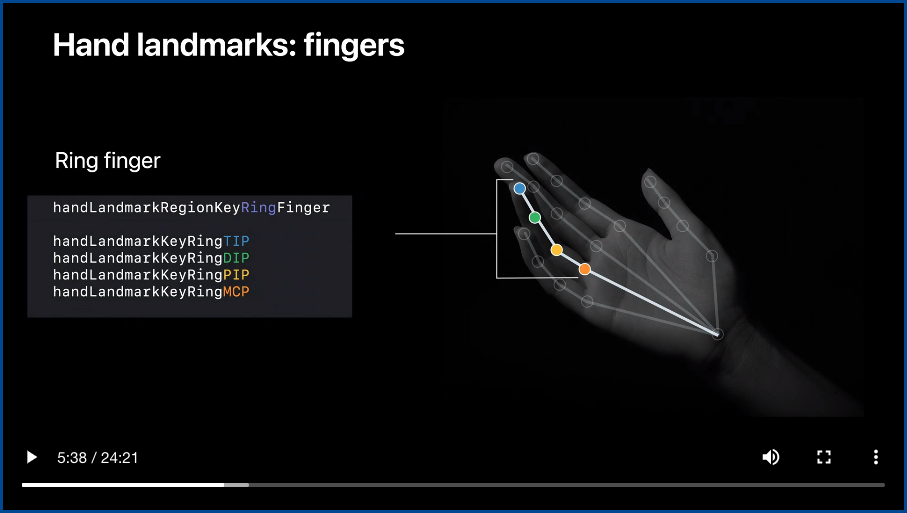 Hand landmarks: fingers
Ring finger
handLandmarkRegionKeyRingFinger
handLandmarkKeyRingTIP
handLandmarkKeyRingDIP
handLandmarkKeyRingPIP
handLandmarkKeyRingMCP
5:38 / 24:21